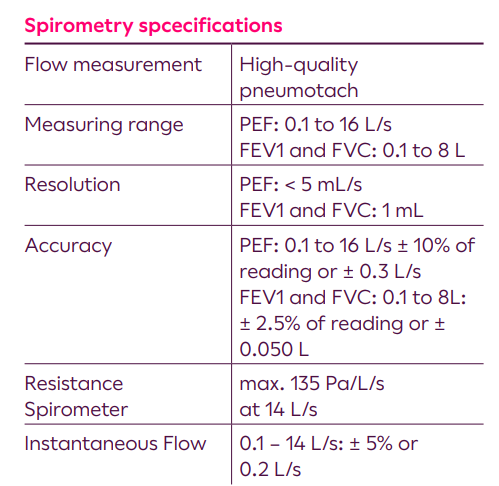 Spirometry spcecifications
Flow measurement High-quality
pneumotach
Measuring range PEF: 0.1 to 16 L/s
FEV1 and FVC: 0.1 to 8 L
Resolution PEF: < 5 mL/s
FEV1 and FVC: 1 mL
Accuracy PEF: 0.1 to 16 L/s ± 10% of
reading or ± 0.3 L/s
FEV1 and FVC: 0.1 to 8L:
± 2.5% of reading or ±
0.050 L
Resistance max. 135 Pa/L/s
Spirometer at 14 L/s
Instantaneous Flow 0.1 – 14 L/s: ± 5% or
0.2 L/s